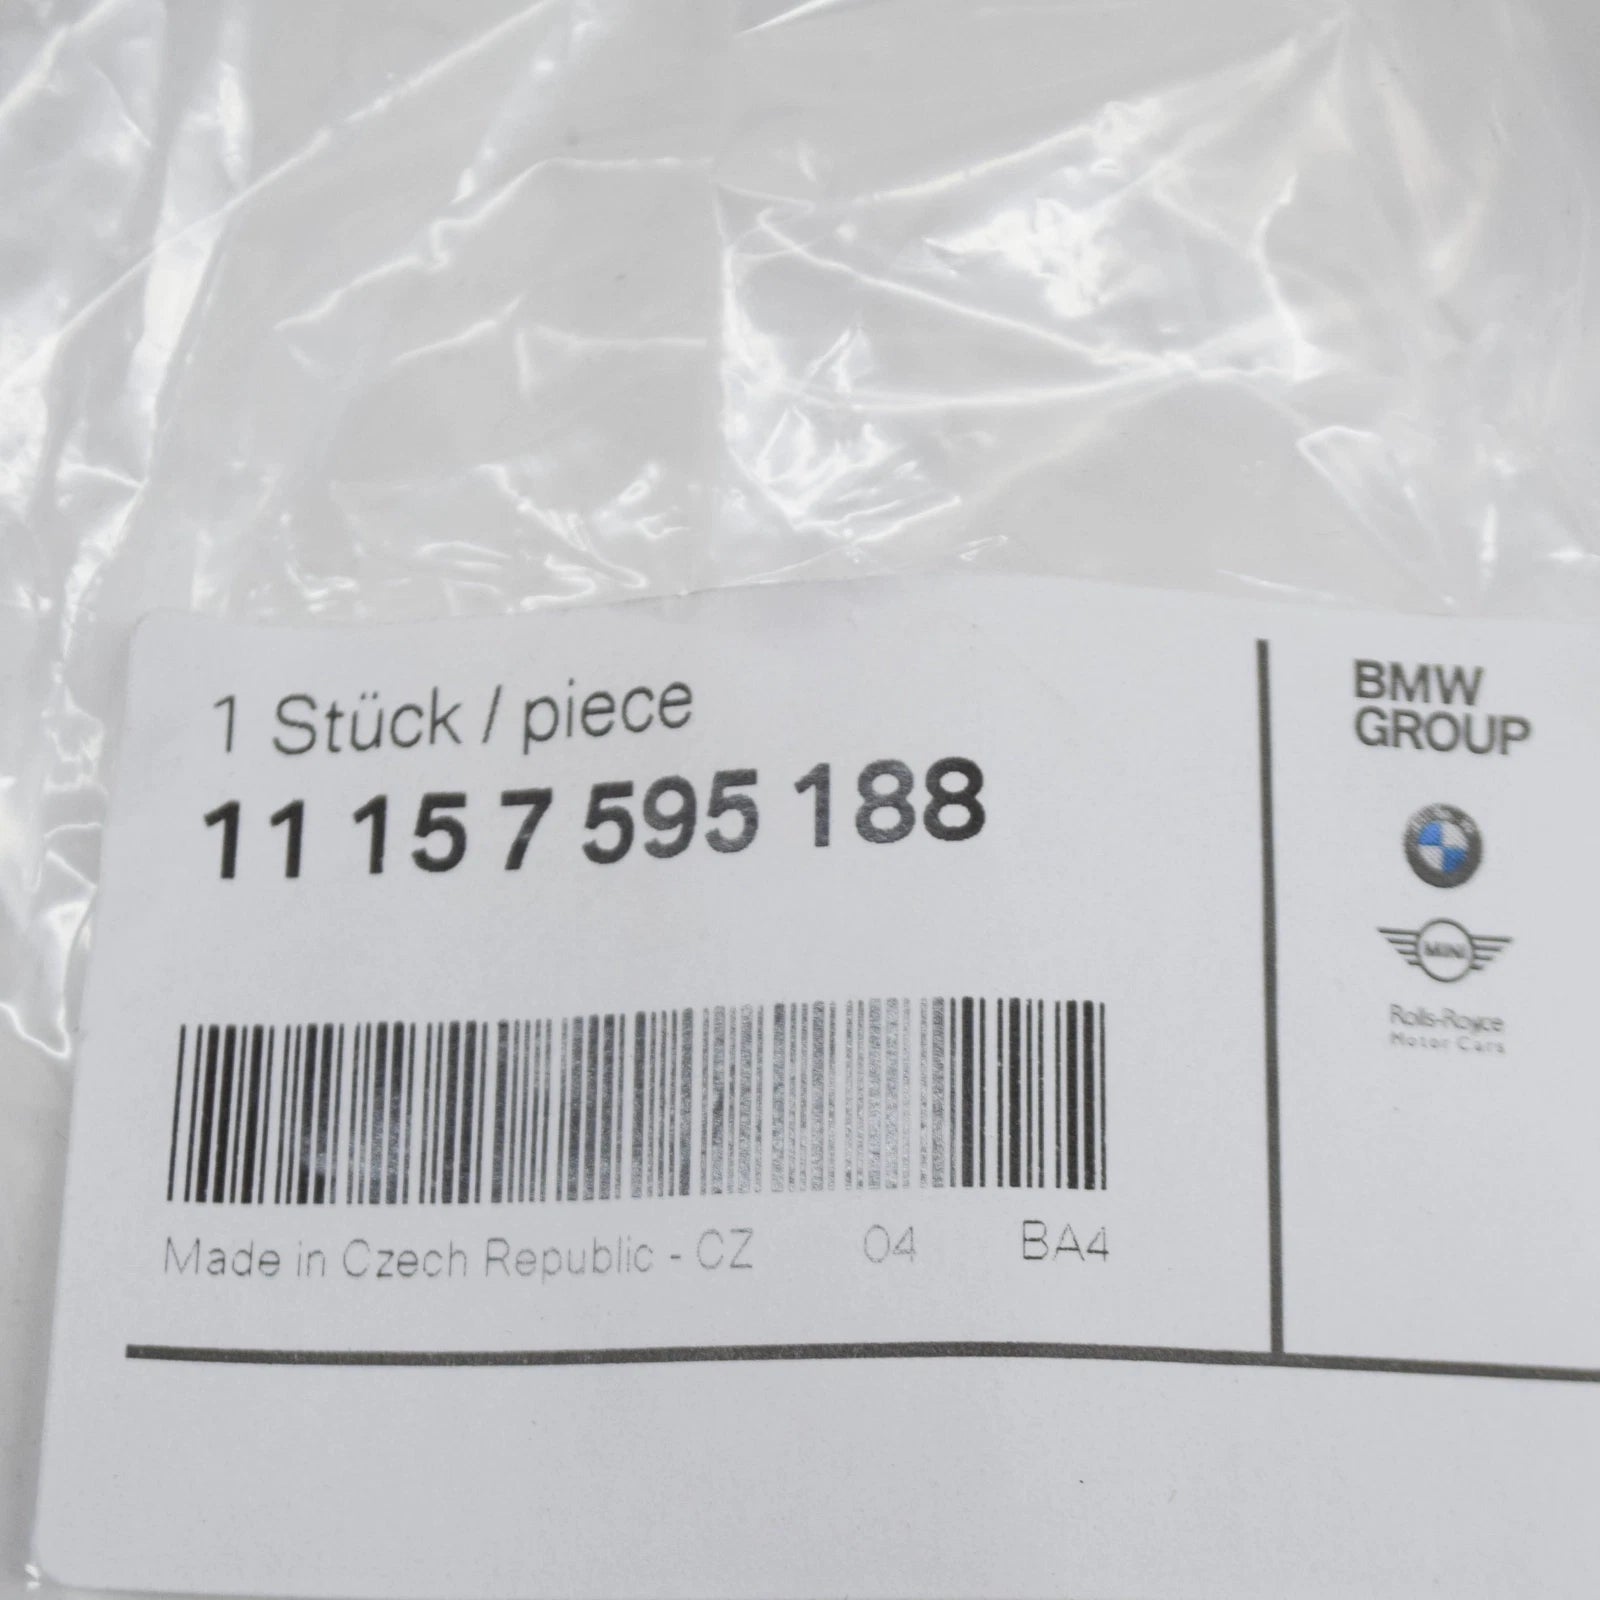 1 Stück / piece
11 15 7 595 188
Made in Czech Republic - CZ 04 BA4
BMW
GROUP
MINI
Rolls-Royce
Motor Cars